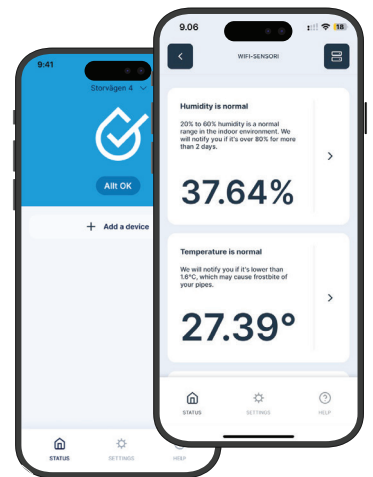 9:41
Storvägen 4
Allt OK
+ Add a device
STATUS
SETTINGS
HELP
9.06
18
WIFI-SENSORI
Humidity is normal
20% to 60% humidity is a normal
range in the indoor environment. We
will notify you if it's over 80% for more
than 2 days.
37.64%
Temperature is normal
We will notify you if it's lower than
1.6°C, which may cause frostbite of
your pipes.
27.39°
STATUS
SETTINGS
HELP